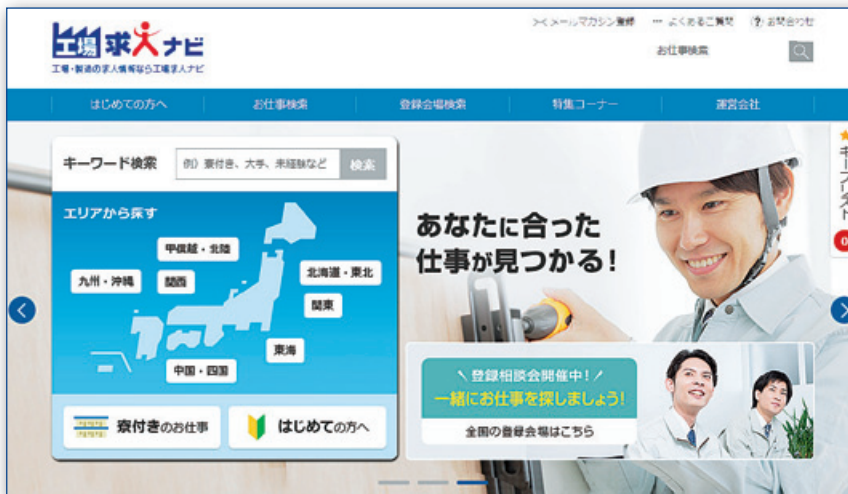 メールマガジン登録 よくあるご質問 お問合わせ
工場求人ナビ
工場・製造の求人情報なら工場求人ナビ
お仕事検索
はじめての方へ お仕事検索 登録会場検索 特集コーナー 運営会社
キーワード検索 例）寮付き、大手、未経験など 検索
エリアから探す
甲信越・北陸
九州・沖縄
関西
北海道・東北
関東
東海
中国・四国
寮付きのお仕事
はじめての方へ
あなたに合った
仕事が見つかる!
＼登録相談会開催中!／
一緒にお仕事を探しましょう!
全国の登録会場はこちら
キープリスト
0